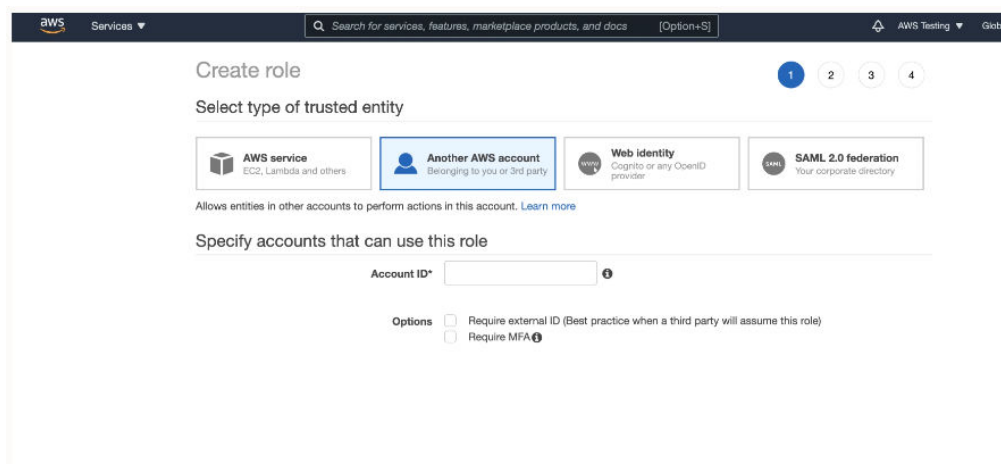 aws Services ▼ Search for services, features, marketplace products, and docs [Option+S] AWS Testing ▼ Glob
Create role 1 2 3 4
Select type of trusted entity
AWS service Another AWS account Web identity SAML 2.0 federation
EC2, Lambda and others Belonging to you or 3rd party Cognito or any OpenID Your corporate directory
provider
www SAML
Allows entities in other accounts to perform actions in this account. Learn more
Specify accounts that can use this role
Account ID*
Options Require external ID (Best practice when a third party will assume this role)
Require MFA